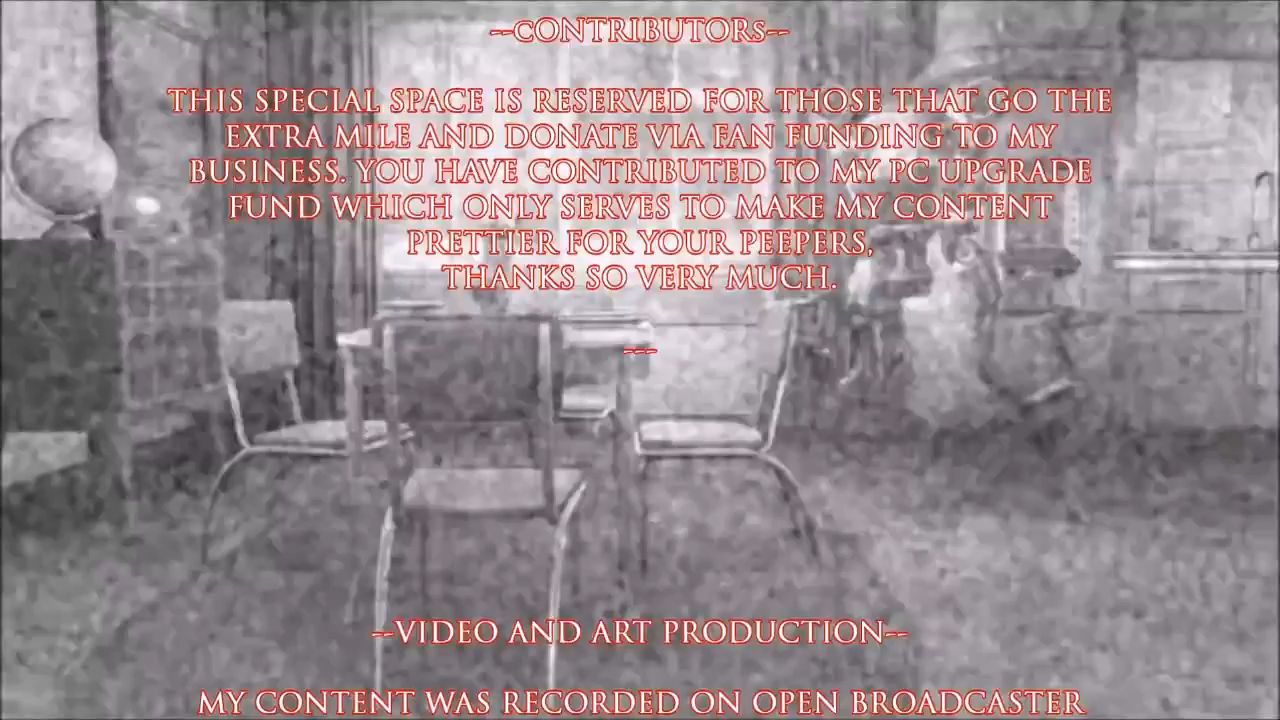 --CONTRIBUTORS--
THIS SPECIAL SPACE IS RESERVED FOR THOSE THAT GO THE
EXTRA MILE AND DONATE VIA FAN FUNDING TO MY
BUSINESS. YOU HAVE CONTRIBUTED TO MY PC UPGRADE
FUND WHICH ONLY SERVES TO MAKE MY CONTENT
PRETTIER FOR YOUR PEEPERS,
THANKS SO VERY MUCH.
---
--VIDEO AND ART PRODUCTION--
MY CONTENT WAS RECORDED ON OPEN BROADCASTER